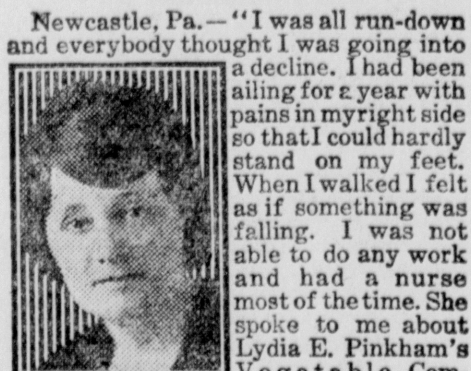 Newcastle, Pa.—"I was all run-down
and everybody thought I was going into
a decline. I had been
ailing for a year with
pains in my right side
so that I could hardly
stand on my feet.
When I walked I felt
as if something was
falling. I was not
able to do any work
and had a nurse
most of the time. She
spoke to me about
Lydia E. Pinkham's
Vegetable Com-